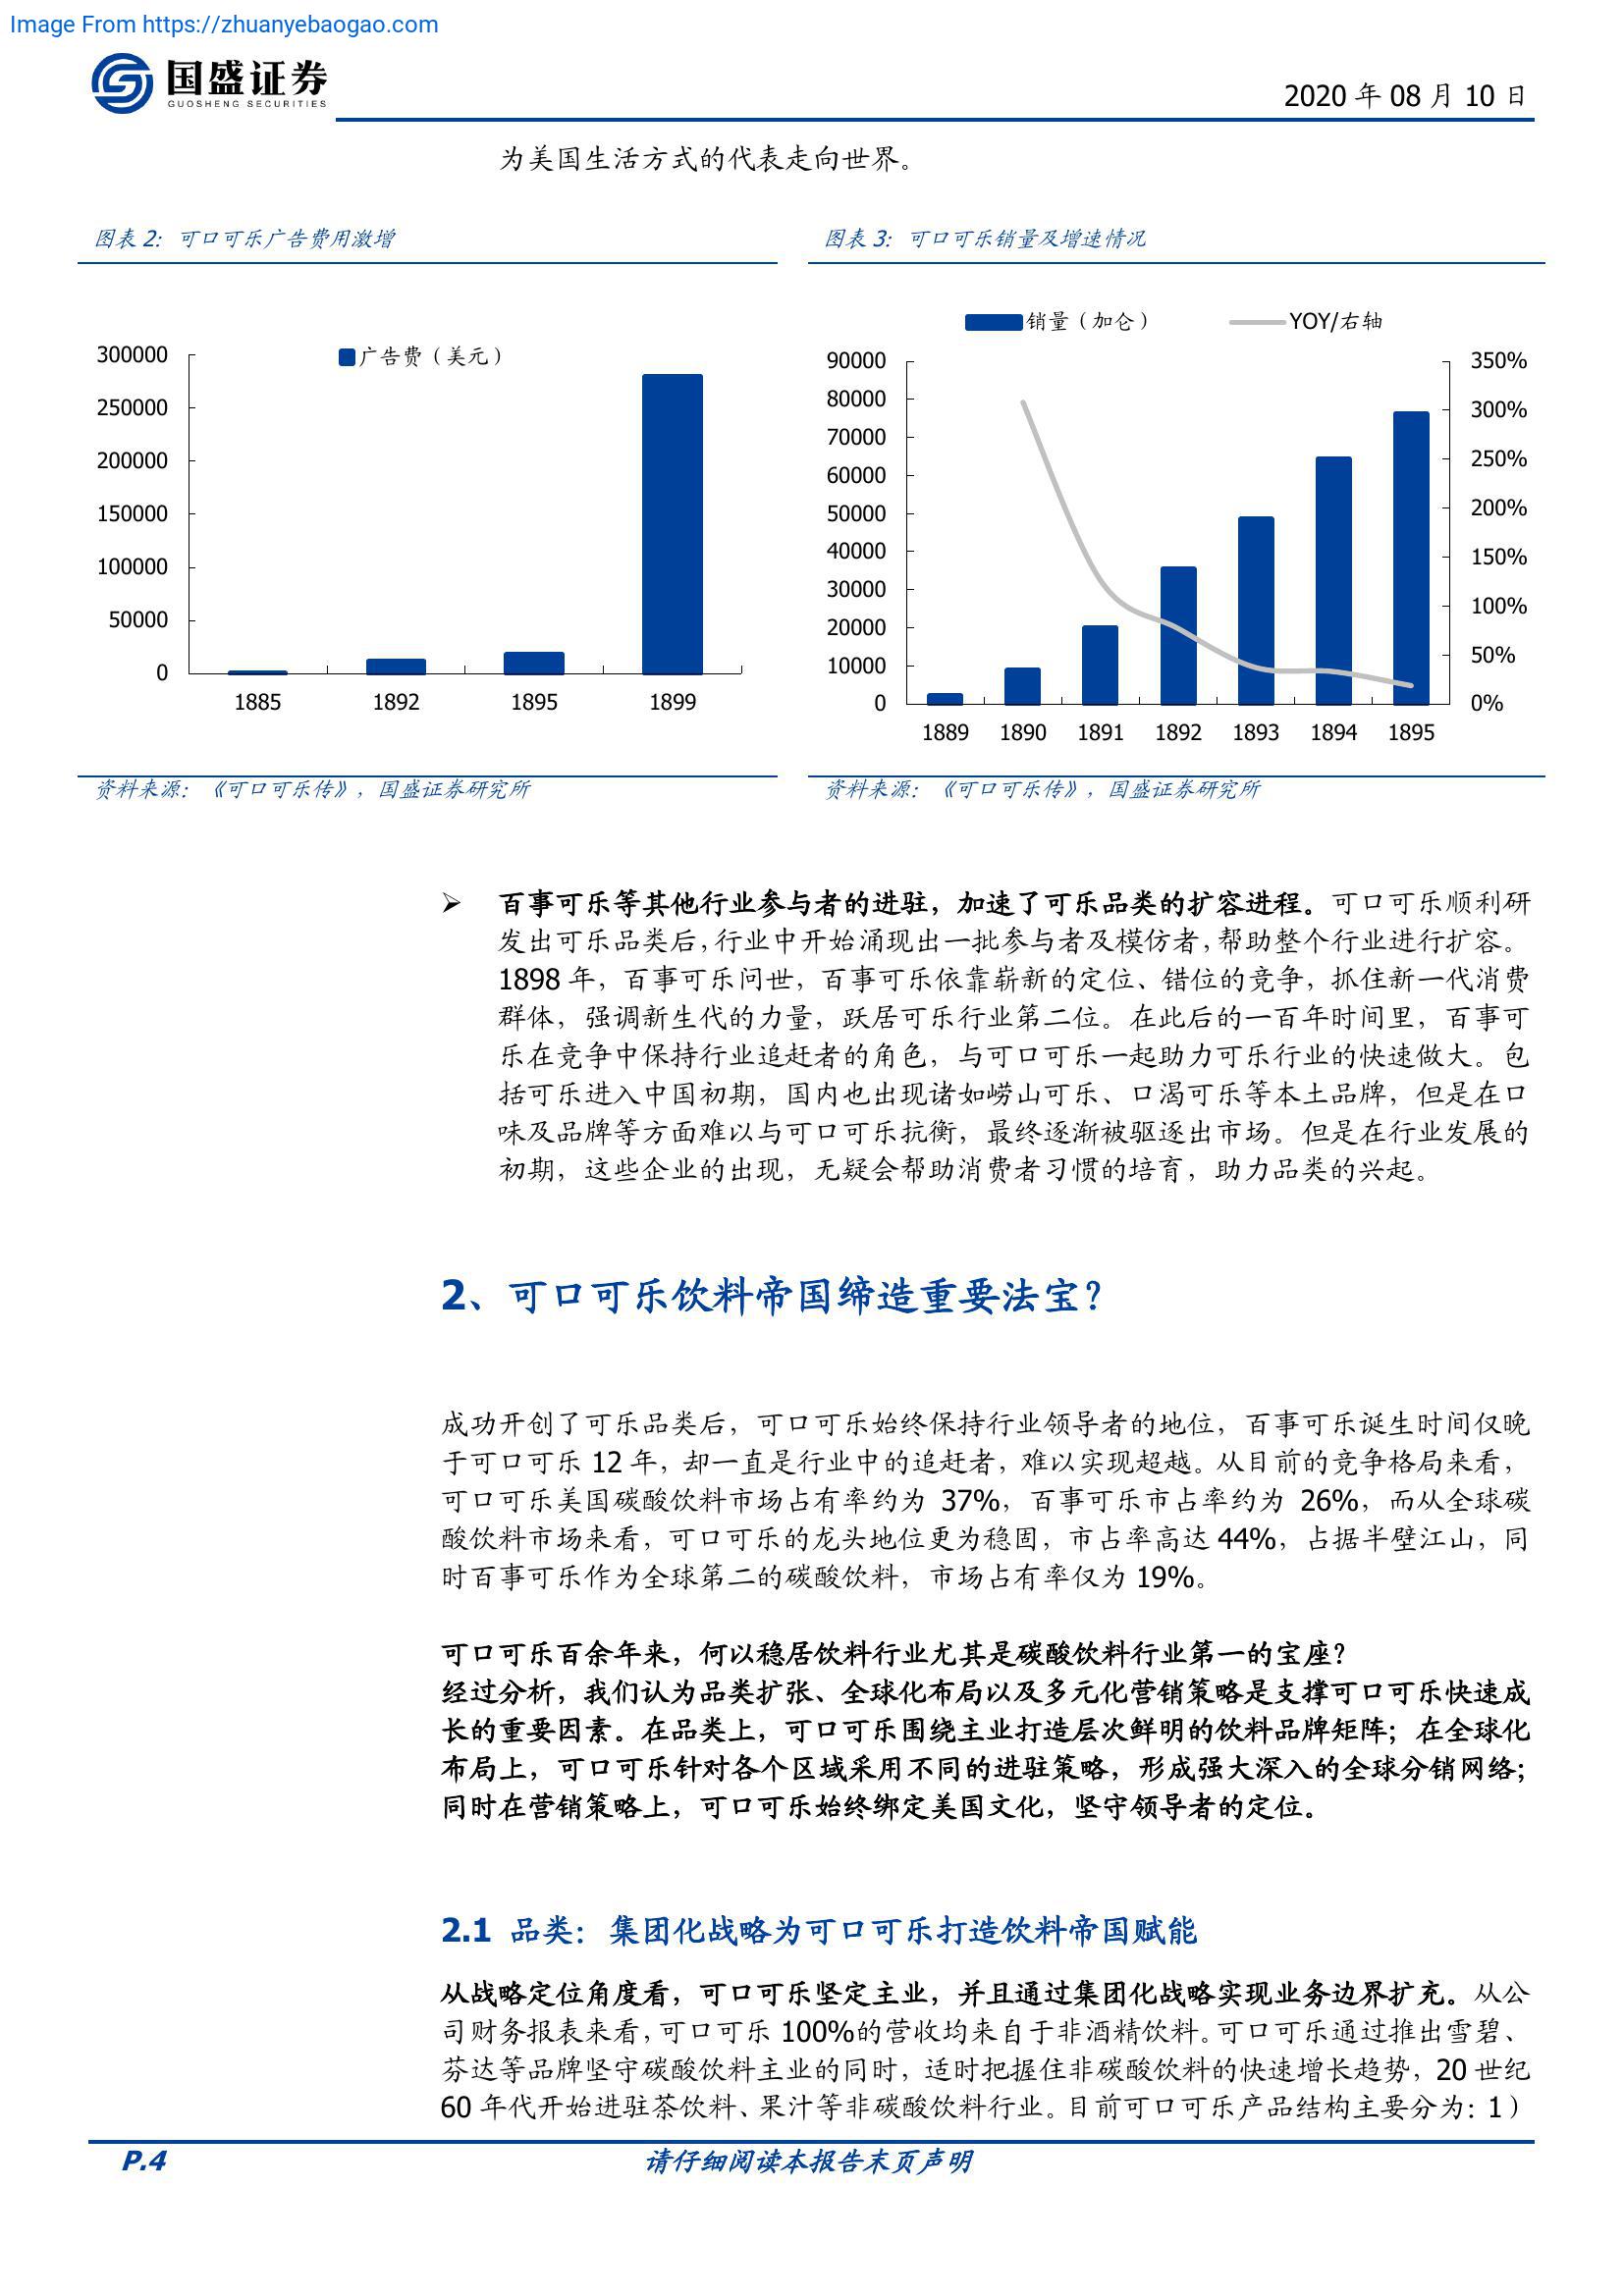 Image From https://zhuanyebaogao.com
国盛证券
GUOSHENG SECURITIES
2020 年 08 月 10 日
为美国生活方式的代表走向世界。
图表 2： 可口可乐广告费用激增
广告费（美元）
300000
250000
200000
150000
100000
50000
0
1885 1892 1895 1899
资料来源：《可口可乐传》，国盛证券研究所
图表 3： 可口可乐销量及增速情况
销量（加仑） YOY/右轴
90000
80000
70000
60000
50000
40000
30000
20000
10000
0
350%
300%
250%
200%
150%
100%
50%
0%
1889 1890 1891 1892 1893 1894 1895
资料来源：《可口可乐传》，国盛证券研究所
➢ 百事可乐等其他行业参与者的进驻，加速了可乐品类的扩容进程。可口可乐顺利研
发出可乐品类后，行业中开始涌现出一批参与者及模仿者，帮助整个行业进行扩容。
1898 年，百事可乐问世，百事可乐依靠崭新的定位、错位的竞争，抓住新一代消费
群体，强调新生代的力量，跃居可乐行业第二位。在此后的一百年时间里，百事可
乐在竞争中保持行业追赶者的角色，与可口可乐一起助力可乐行业的快速做大。包
括可乐进入中国初期，国内也出现诸如崂山可乐、口渴可乐等本土品牌，但是在口
味及品牌等方面难以与可口可乐抗衡，最终逐渐被驱逐出市场。但是在行业发展的
初期，这些企业的出现，无疑会帮助消费者习惯的培育，助力品类的兴起。
2、可口可乐饮料帝国缔造重要法宝？
成功开创了可乐品类后，可口可乐始终保持行业领导者的地位，百事可乐诞生时间仅晚
于可口可乐 12 年，却一直是行业中的追赶者，难以实现超越。从目前的竞争格局来看，
可口可乐美国碳酸饮料市场占有率约为 37%，百事可乐市占率约为 26%，而从全球碳
酸饮料市场来看，可口可乐的龙头地位更为稳固，市占率高达 44%，占据半壁江山，同
时百事可乐作为全球第二的碳酸饮料，市场占有率仅为 19%。
可口可乐百余年来，何以稳居饮料行业尤其是碳酸饮料行业第一的宝座？
经过分析，我们认为品类扩张、全球化布局以及多元化营销策略是支撑可口可乐快速成
长的重要因素。在品类上，可口可乐围绕主业打造层次鲜明的饮料品牌矩阵；在全球化
布局上，可口可乐针对各个区域采用不同的进驻策略，形成强大深入的全球分销网络；
同时在营销策略上，可口可乐始终绑定美国文化，坚守领导者的定位。
2.1 品类：集团化战略为可口可乐打造饮料帝国赋能
从战略定位角度看，可口可乐坚定主业，并且通过集团化战略实现业务边界扩充。从公
司财务报表来看，可口可乐 100%的营收均来自于非酒精饮料。可口可乐通过推出雪碧、
芬达等品牌坚守碳酸饮料主业的同时，适时把握住非碳酸饮料的快速增长趋势，20 世纪
60 年代开始进驻茶饮料、果汁等非碳酸饮料行业。目前可口可乐产品结构主要分为：1）
P.4
请仔细阅读本报告末页声明